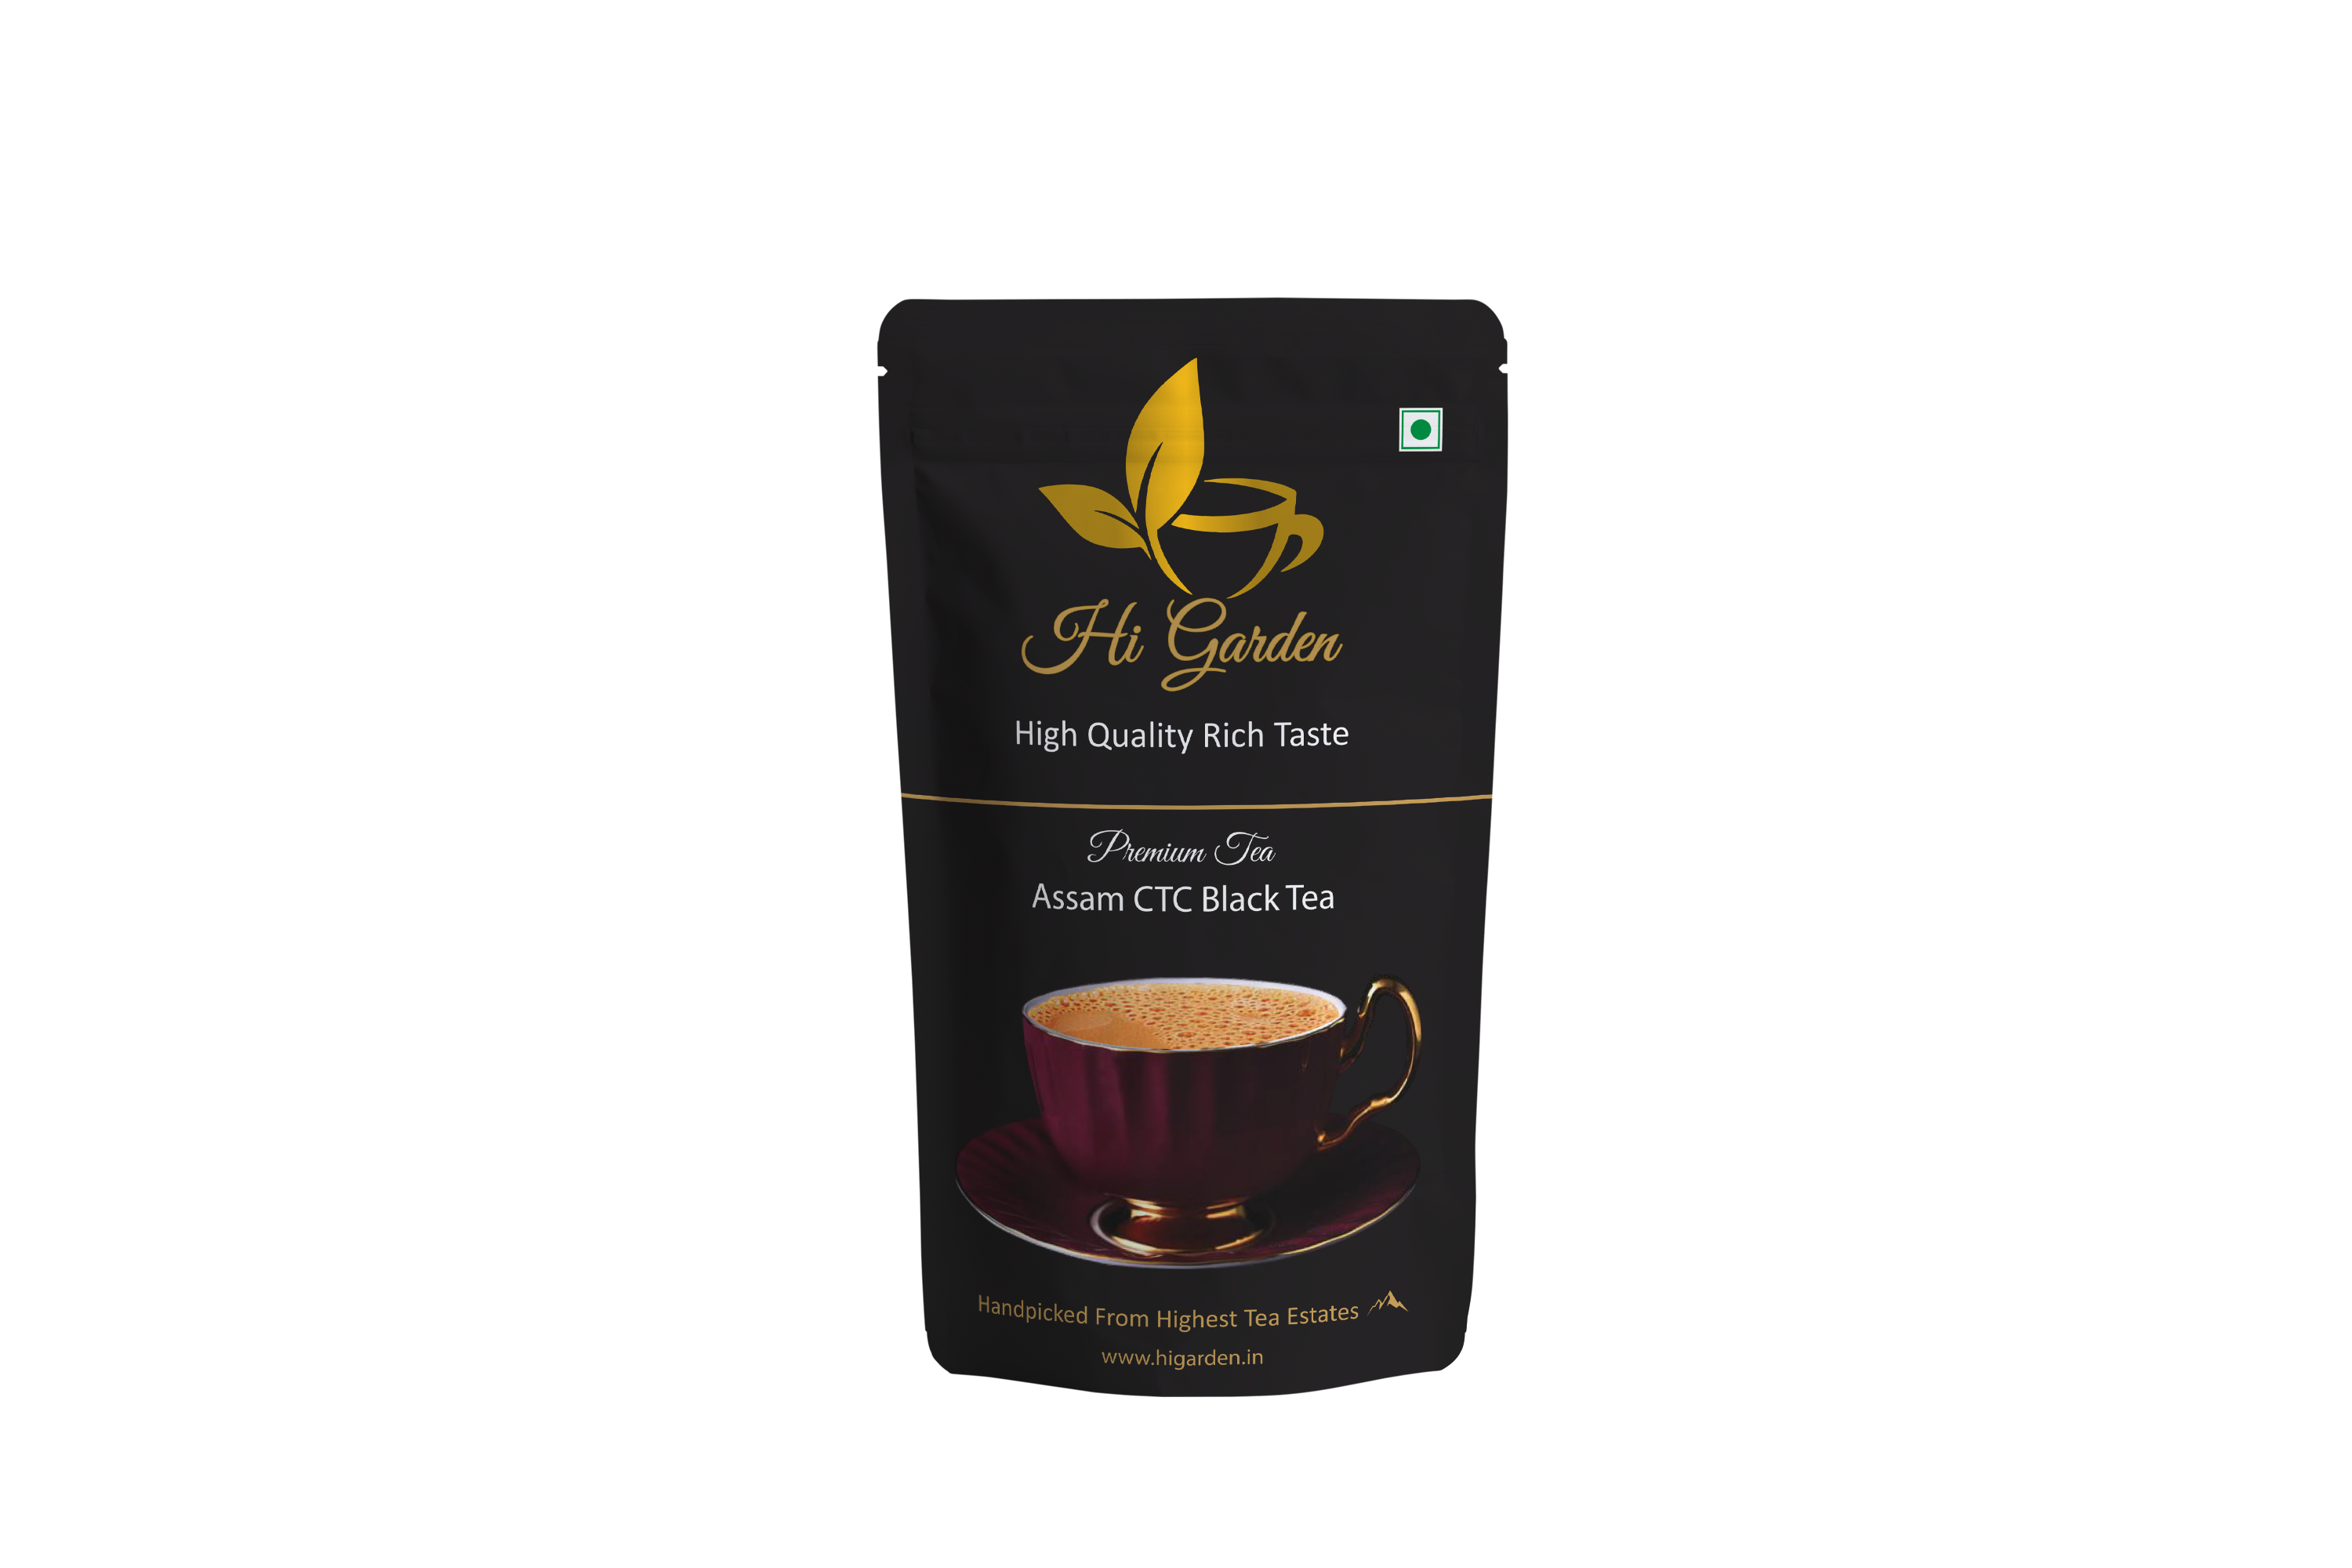 Hi Garden
High Quality Rich Taste
Premium Tea
Assam CTC Black Tea
Handpicked From Highest Tea Estates
www.higarden.in